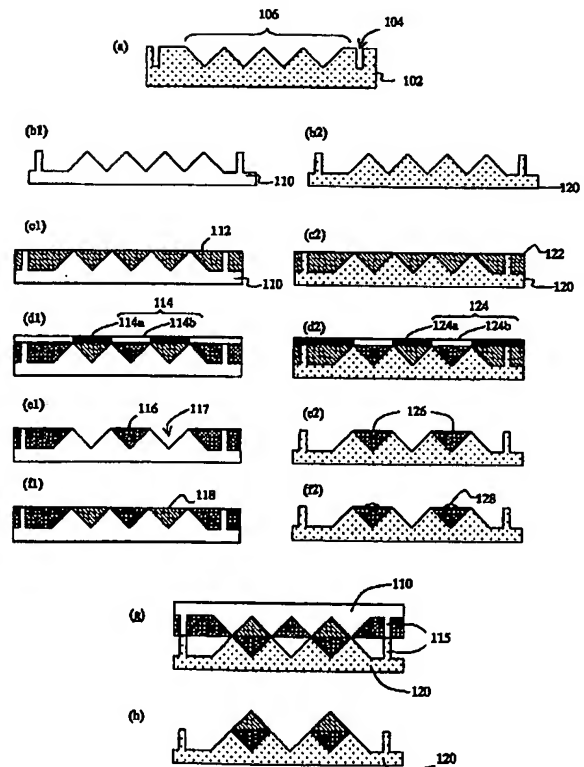 106
104
(a)
102
(b1)
110
(b2)
120
(c1)
112
110
(c2)
122
120
(d1)
114
114a
114b
(d2)
124
124a
124b
(e1)
116
117
(e2)
126
(f1)
118
(f2)
128
(g)
110
115
120
(h)
120